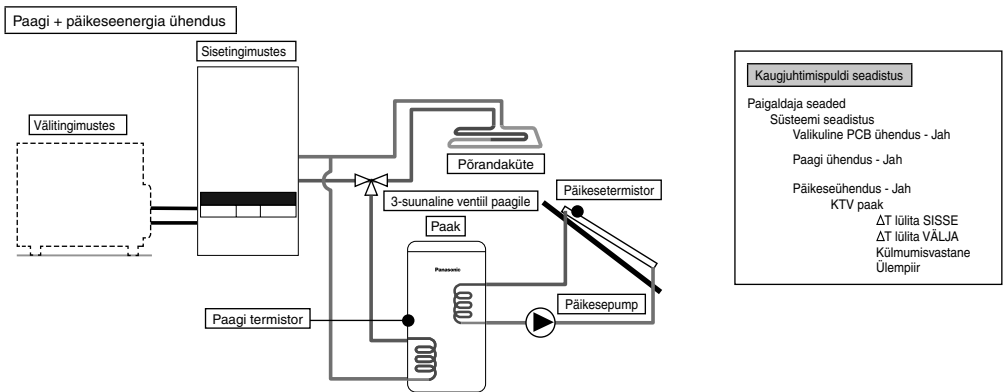 Paagi + päikeseenergia ühendus
Sisetingimustes
Välitingimustes
Põrandaküte
3-suunaline ventiil paagile
Paak
Panasonic
Päikesetermistor
Päikesepump
Paagi termistor
Kaugjuhtimispuldi seadistus
Paigaldaja seaded
Süsteemi seadistus
Valikuline PCB ühendus - Jah
Paagi ühendus - Jah
Päikeseühendus - Jah
KTV paak
ΔT lülita SISSE
ΔT lülita VÄLJA
Külmumisvastane
Ülempiir